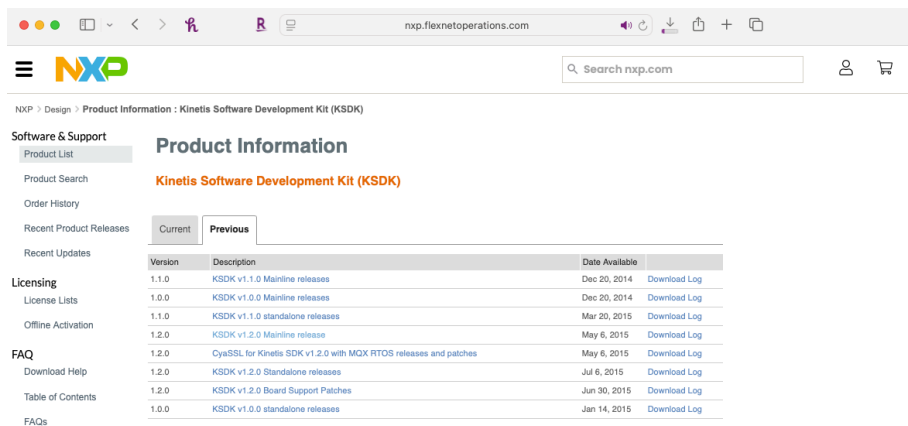 nxp.flexnetoperations.com
NXP
Search nxp.com
NXP > Design > Product Information : Kinetis Software Development Kit (KSDK)
Software & Support
Product List
Product Search
Order History
Recent Product Releases
Recent Updates
Licensing
License Lists
Offline Activation
FAQ
Download Help
Table of Contents
FAQs
Product Information
Kinetis Software Development Kit (KSDK)
Current Previous
Version Description Date Available
1.1.0 KSDK v1.1.0 Mainline releases Dec 20, 2014 Download Log
1.0.0 KSDK v1.0.0 Mainline releases Dec 20, 2014 Download Log
1.1.0 KSDK v1.1.0 standalone releases Mar 20, 2015 Download Log
1.2.0 KSDK v1.2.0 Mainline release May 6, 2015 Download Log
1.2.0 CyaSSL for Kinetis SDK v1.2.0 with MQX RTOS releases and patches May 6, 2015 Download Log
1.2.0 KSDK v1.2.0 Standalone releases Jul 6, 2015 Download Log
1.2.0 KSDK v1.2.0 Board Support Patches Jun 30, 2015 Download Log
1.0.0 KSDK v1.0.0 standalone releases Jan 14, 2015 Download Log